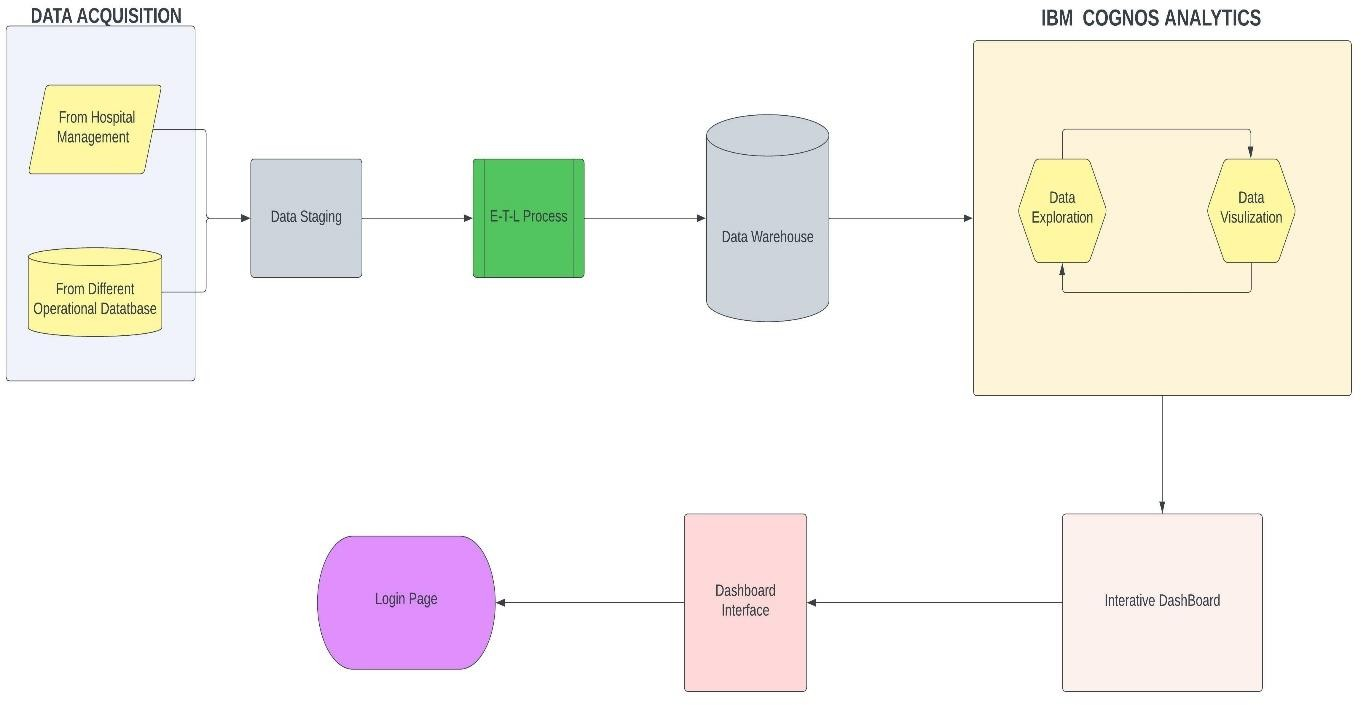 DATA ACQUISITION
IBM COGNOS ANALYTICS
From Hospital
Management
From Different
Operational Datatbase
Data Staging
E-T-L Process
Data Warehouse
Data
Exploration
Data
Visulization
Login Page
Dashboard
Interface
Interative DashBoard